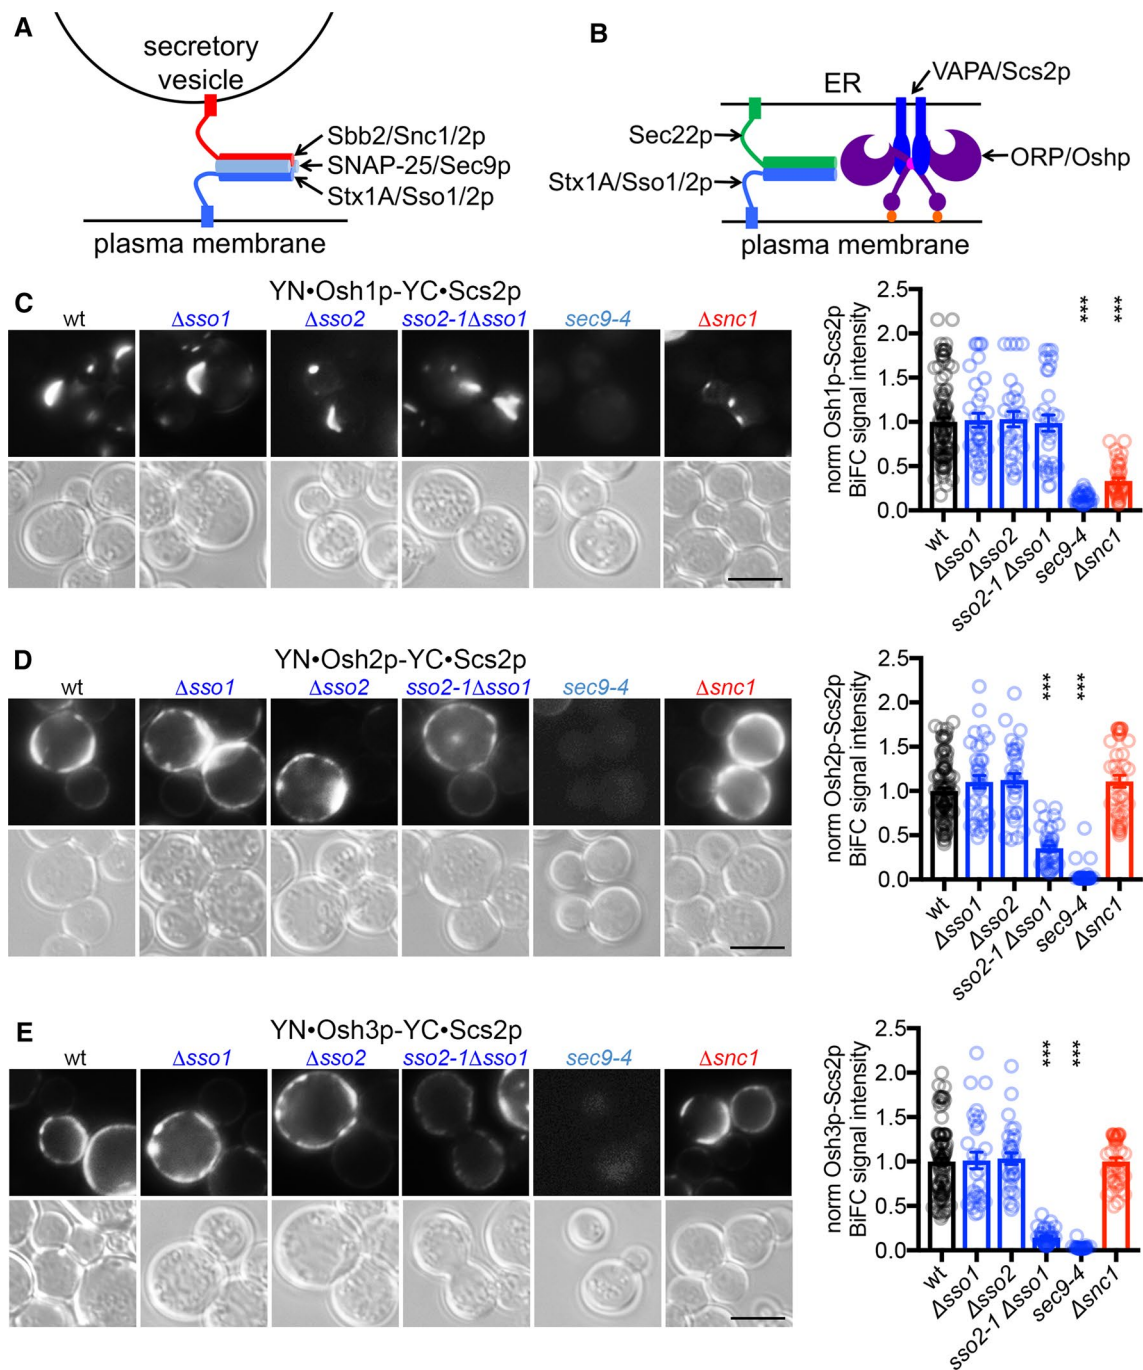 A
secretory
vesicle
Sbb2/Snc1/2p
SNAP-25/Sec9p
Stx1A/Sso1/2p
plasma membrane
B
ER
VAPA/Scs2p
Sec22p
ORP/Oshp
Stx1A/Sso1/2p
plasma membrane
C
YN•Osh1p-YC•Scs2p
wt Δsso1 Δsso2 sso2-1Δsso1 sec9-4 Δsnc1
norm Osh1p-Scs2p
BiFC signal intensity
2.5
2.0
1.5
1.0
0.5
0.0
*** ***
wt Δsso1 Δsso2 sso2-1 Δsso1 sec9-4 Δsnc1
D
YN•Osh2p-YC•Scs2p
wt Δsso1 Δsso2 sso2-1Δsso1 sec9-4 Δsnc1
norm Osh2p-Scs2p
BiFC signal intensity
2.5
2.0
1.5
1.0
0.5
0.0
*** ***
wt Δsso1 Δsso2 sso2-1 Δsso1 sec9-4 Δsnc1
E
YN•Osh3p-YC•Scs2p
wt Δsso1 Δsso2 sso2-1Δsso1 sec9-4 Δsnc1
norm Osh3p-Scs2p
BiFC signal intensity
2.5
2.0
1.5
1.0
0.5
0.0
*** ***
wt Δsso1 Δsso2 sso2-1 Δsso1 sec9-4 Δsnc1